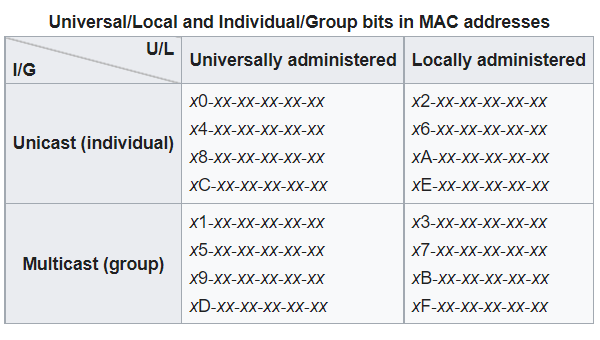 Universal/Local and Individual/Group bits in MAC addresses
U/L
I/G
Universally administered
Locally administered
Unicast (individual)
x0-xx-xx-xx-xx-xx
x4-xx-xx-xx-xx-xx
x8-xx-xx-xx-xx-xx
xC-xx-xx-xx-xx-xx
x2-xx-xx-xx-xx-xx
x6-xx-xx-xx-xx-xx
xA-xx-xx-xx-xx-xx
xE-xx-xx-xx-xx-xx
Multicast (group)
x1-xx-xx-xx-xx-xx
x5-xx-xx-xx-xx-xx
x9-xx-xx-xx-xx-xx
xD-xx-xx-xx-xx-xx
x3-xx-xx-xx-xx-xx
x7-xx-xx-xx-xx-xx
xB-xx-xx-xx-xx-xx
xF-xx-xx-xx-xx-xx